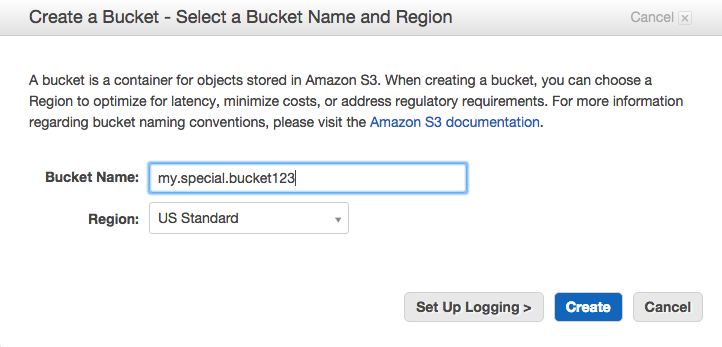 Create a Bucket - Select a Bucket Name and Region
Cancel
A bucket is a container for objects stored in Amazon S3. When creating a bucket, you can choose a
Region to optimize for latency, minimize costs, or address regulatory requirements. For more information
regarding bucket naming conventions, please visit the Amazon S3 documentation.
Bucket Name: my.special.bucket123
Region: US Standard
Set Up Logging > Create Cancel